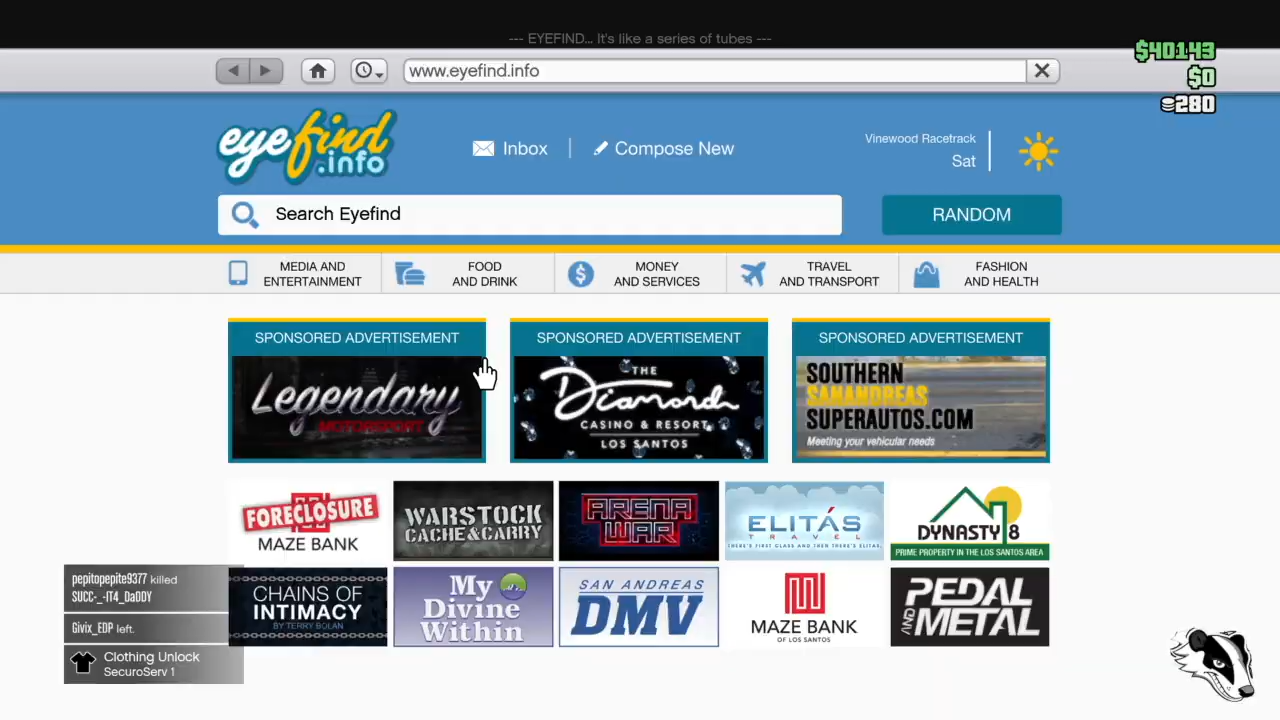 --- EYEFIND... It's like a series of tubes ---
www.eyefind.info
$40143
$0
280
eyefind
.info
Inbox
Compose New
Vinewood Racetrack
Sat
Search Eyefind
RANDOM
MEDIA AND
ENTERTAINMENT
FOOD
AND DRINK
MONEY
AND SERVICES
TRAVEL
AND TRANSPORT
FASHION
AND HEALTH
SPONSORED ADVERTISEMENT
Legendary
MOTORSPORT
SPONSORED ADVERTISEMENT
THE
Diamond
CASINO & RESORT
LOS SANTOS
SPONSORED ADVERTISEMENT
SOUTHERN
SANANDREAS
SUPERAUTOS.COM
Meeting your vehicular needs
FORECLOSURE
MAZE BANK
WARSTOCK
CACHE & CARRY
ARENA
WAR
ELITÁS
TRAVEL
THERE'S FIRST CLASS AND THEN THERE'S ELITÁS.
DYNASTY 8
PRIME PROPERTY IN THE LOS SANTOS AREA
CHAINS OF
INTIMACY
BY TERRY BOLAN
My
Divine
Within
SAN ANDREAS
DMV
MAZE BANK
OF LOS SANTOS
PEDAL
AND METAL
pepitopepite9377 killed
SUCC-_-IT4_DaDDY
Givix_EDP left.
Clothing Unlock
SecuroServ 1